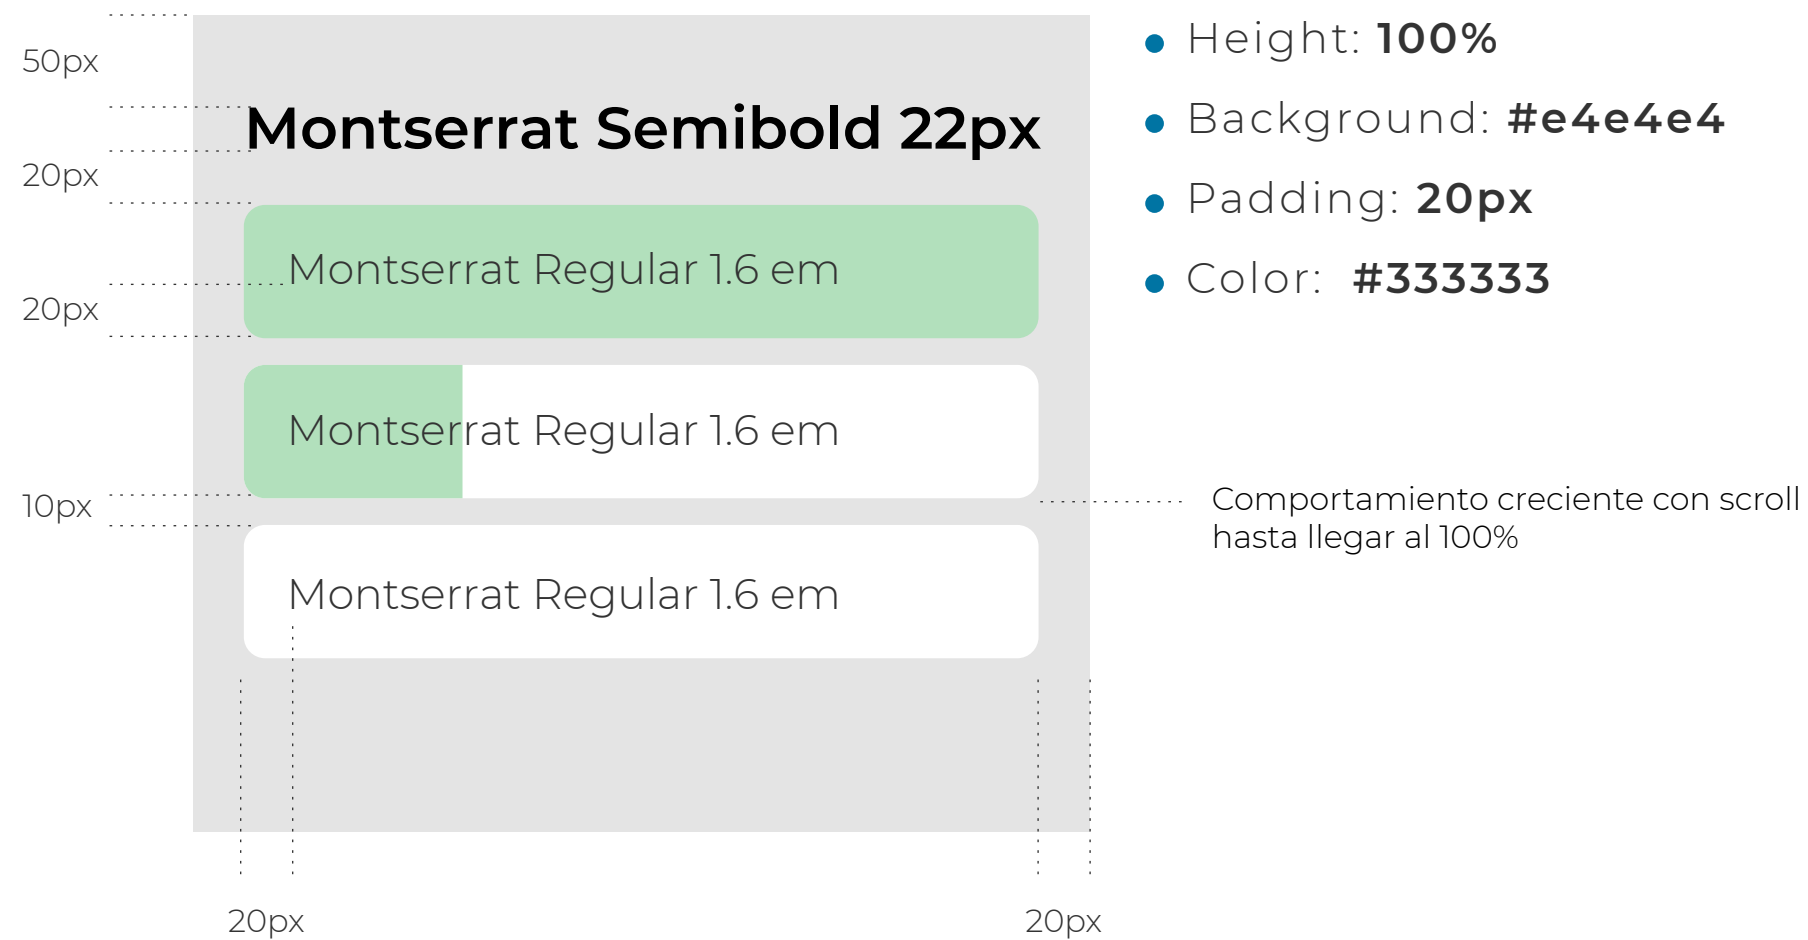 50px
Montserrat Semibold 22px
20px
Montserrat Regular 1.6 em
20px
Montserrat Regular 1.6 em
10px
Montserrat Regular 1.6 em
20px
20px
Height: 100%
Background: #e4e4e4
Padding: 20px
Color: #333333
Comportamiento creciente con scroll
hasta llegar al 100%